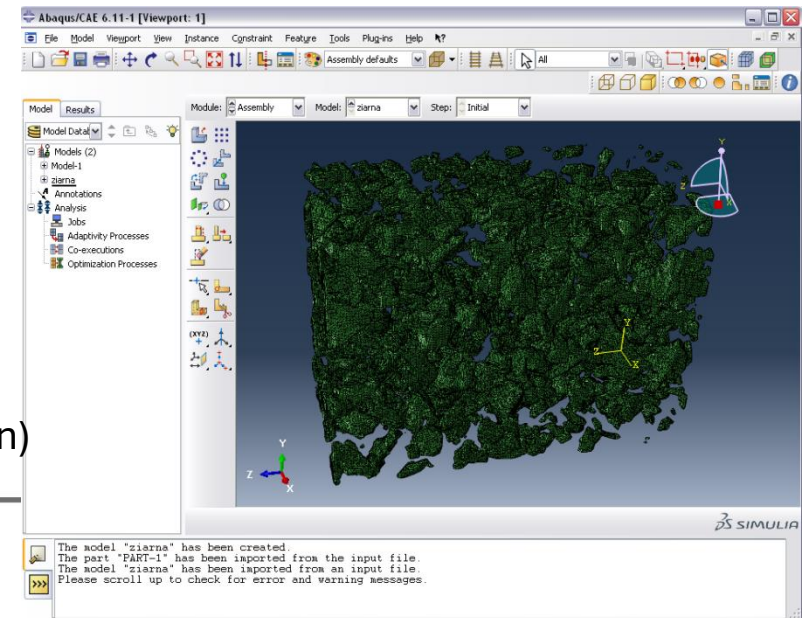 Abaqus/CAE 6.11-1 [Viewport: 1]
File Model Viewport View Instance Constraint Feature Tools Plug-ins Help
Assembly defaults All
Model Results Module: Assembly Model: ziarna Step: Initial
Model Datab
Models (2)
Model-1
ziarna
Annotations
Analysis
Jobs
Adaptivity Processes
Co-executions
Optimization Processes
(XYZ)
Y
Z
X
Y
Z
X
n)
Y
Z
X
SIMULIA
The model "ziarna" has been created.
The part "PART-1" has been imported from the input file.
The model "ziarna" has been imported from an input file.
Please scroll up to check for error and warning messages.
>>>